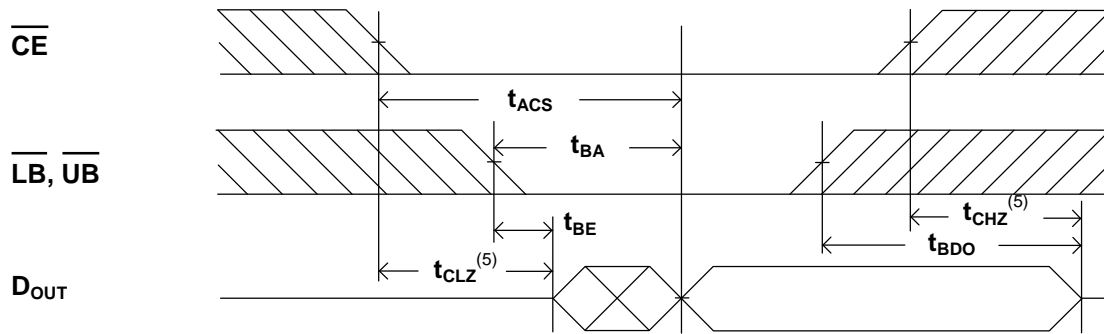 CE
tACS
LB, UB
tBA
tCHZ(5)
tBE
tBDO
tCLZ(5)
DOUT